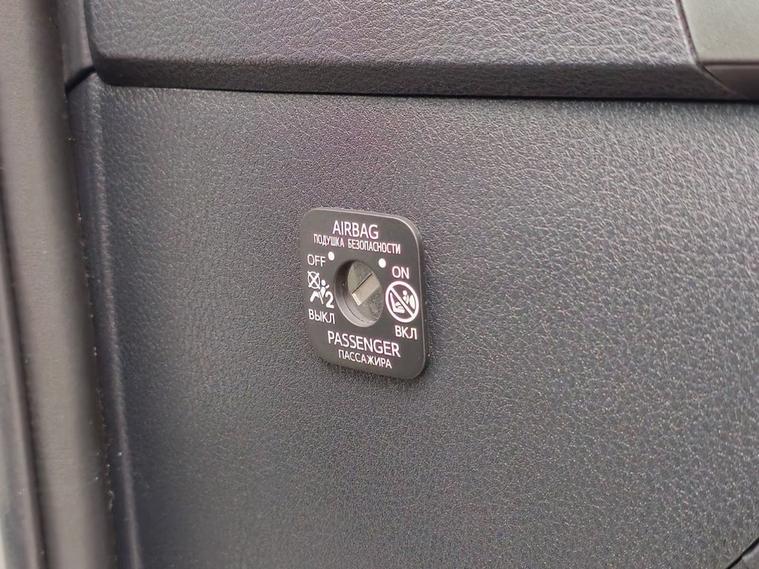 AIRBAG
ПОДУШКА БЕЗОПАСНОСТИ
OFF ON
2
ВЫКЛ ВКЛ
PASSENGER
ПАССАЖИРА